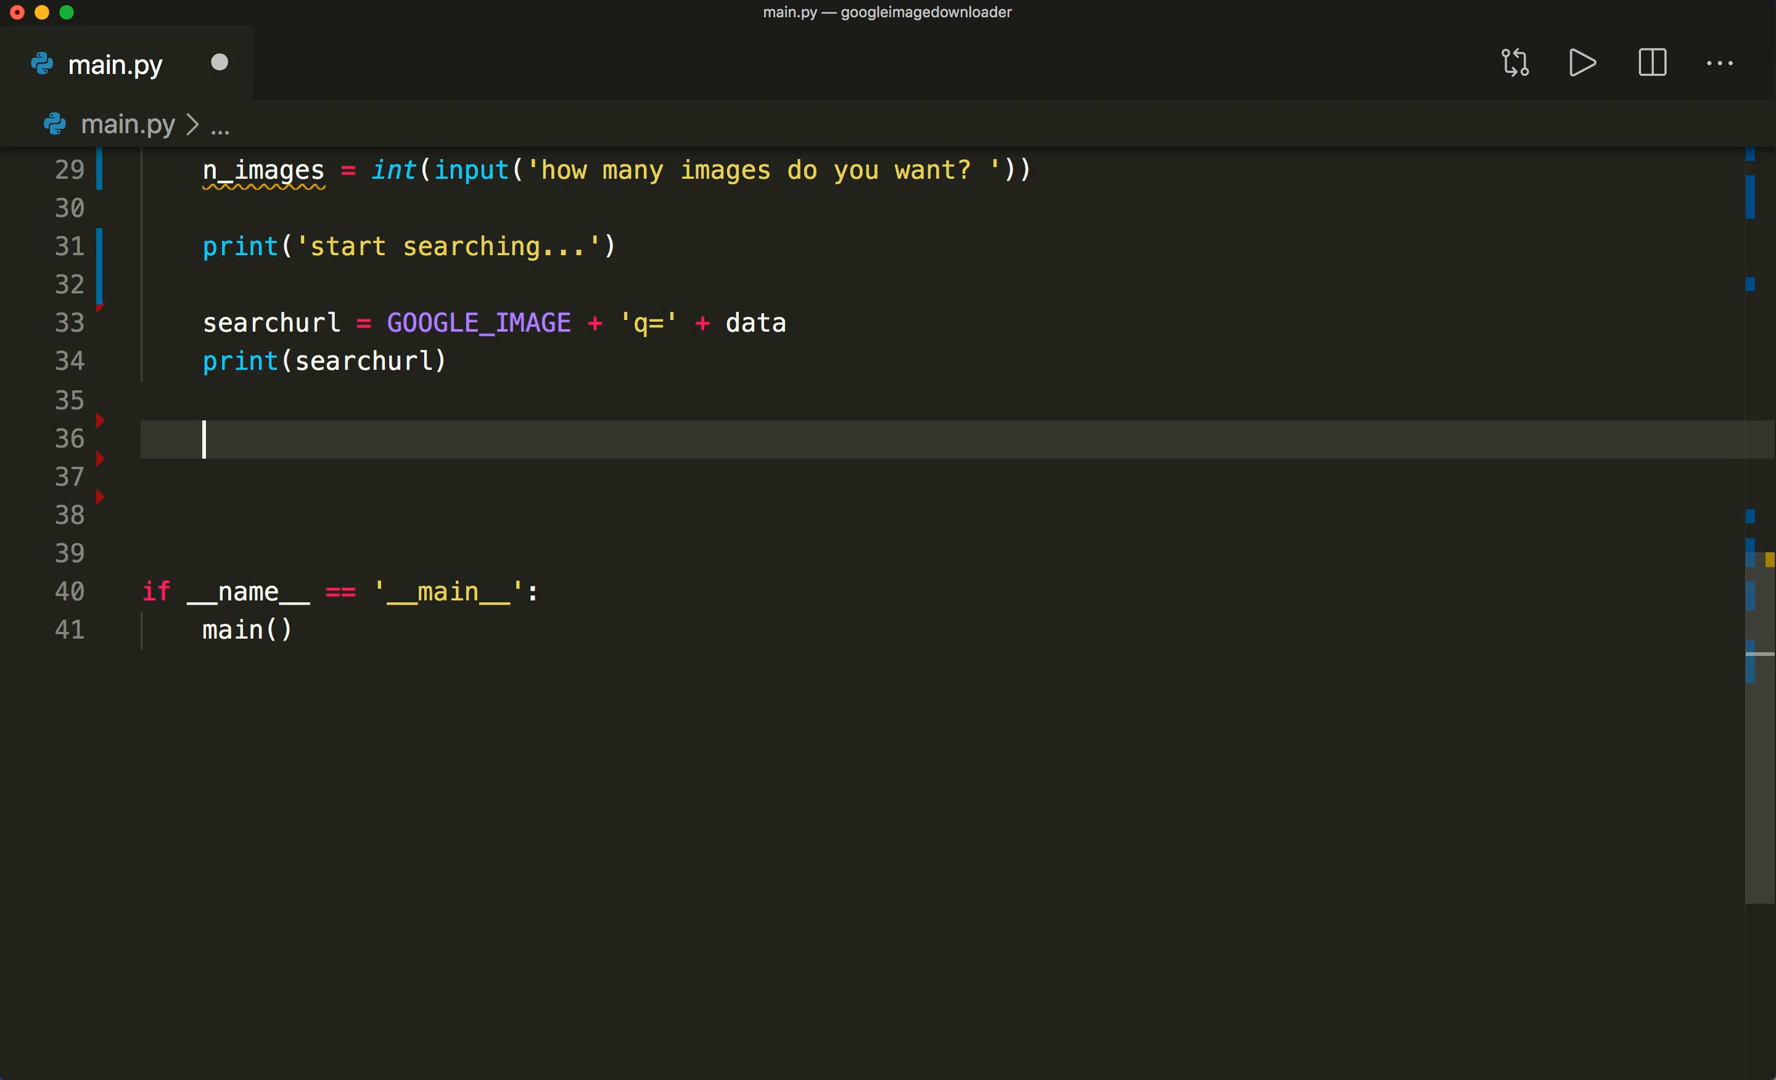 main.py — googleimagedownloader
main.py
main.py > ...
29 n_images = int(input('how many images do you want? '))
30
31 print('start searching...')
32
33 searchurl = GOOGLE_IMAGE + 'q=' + data
34 print(searchurl)
35
36
37
38
39
40 if __name__ == '__main__':
41 main()